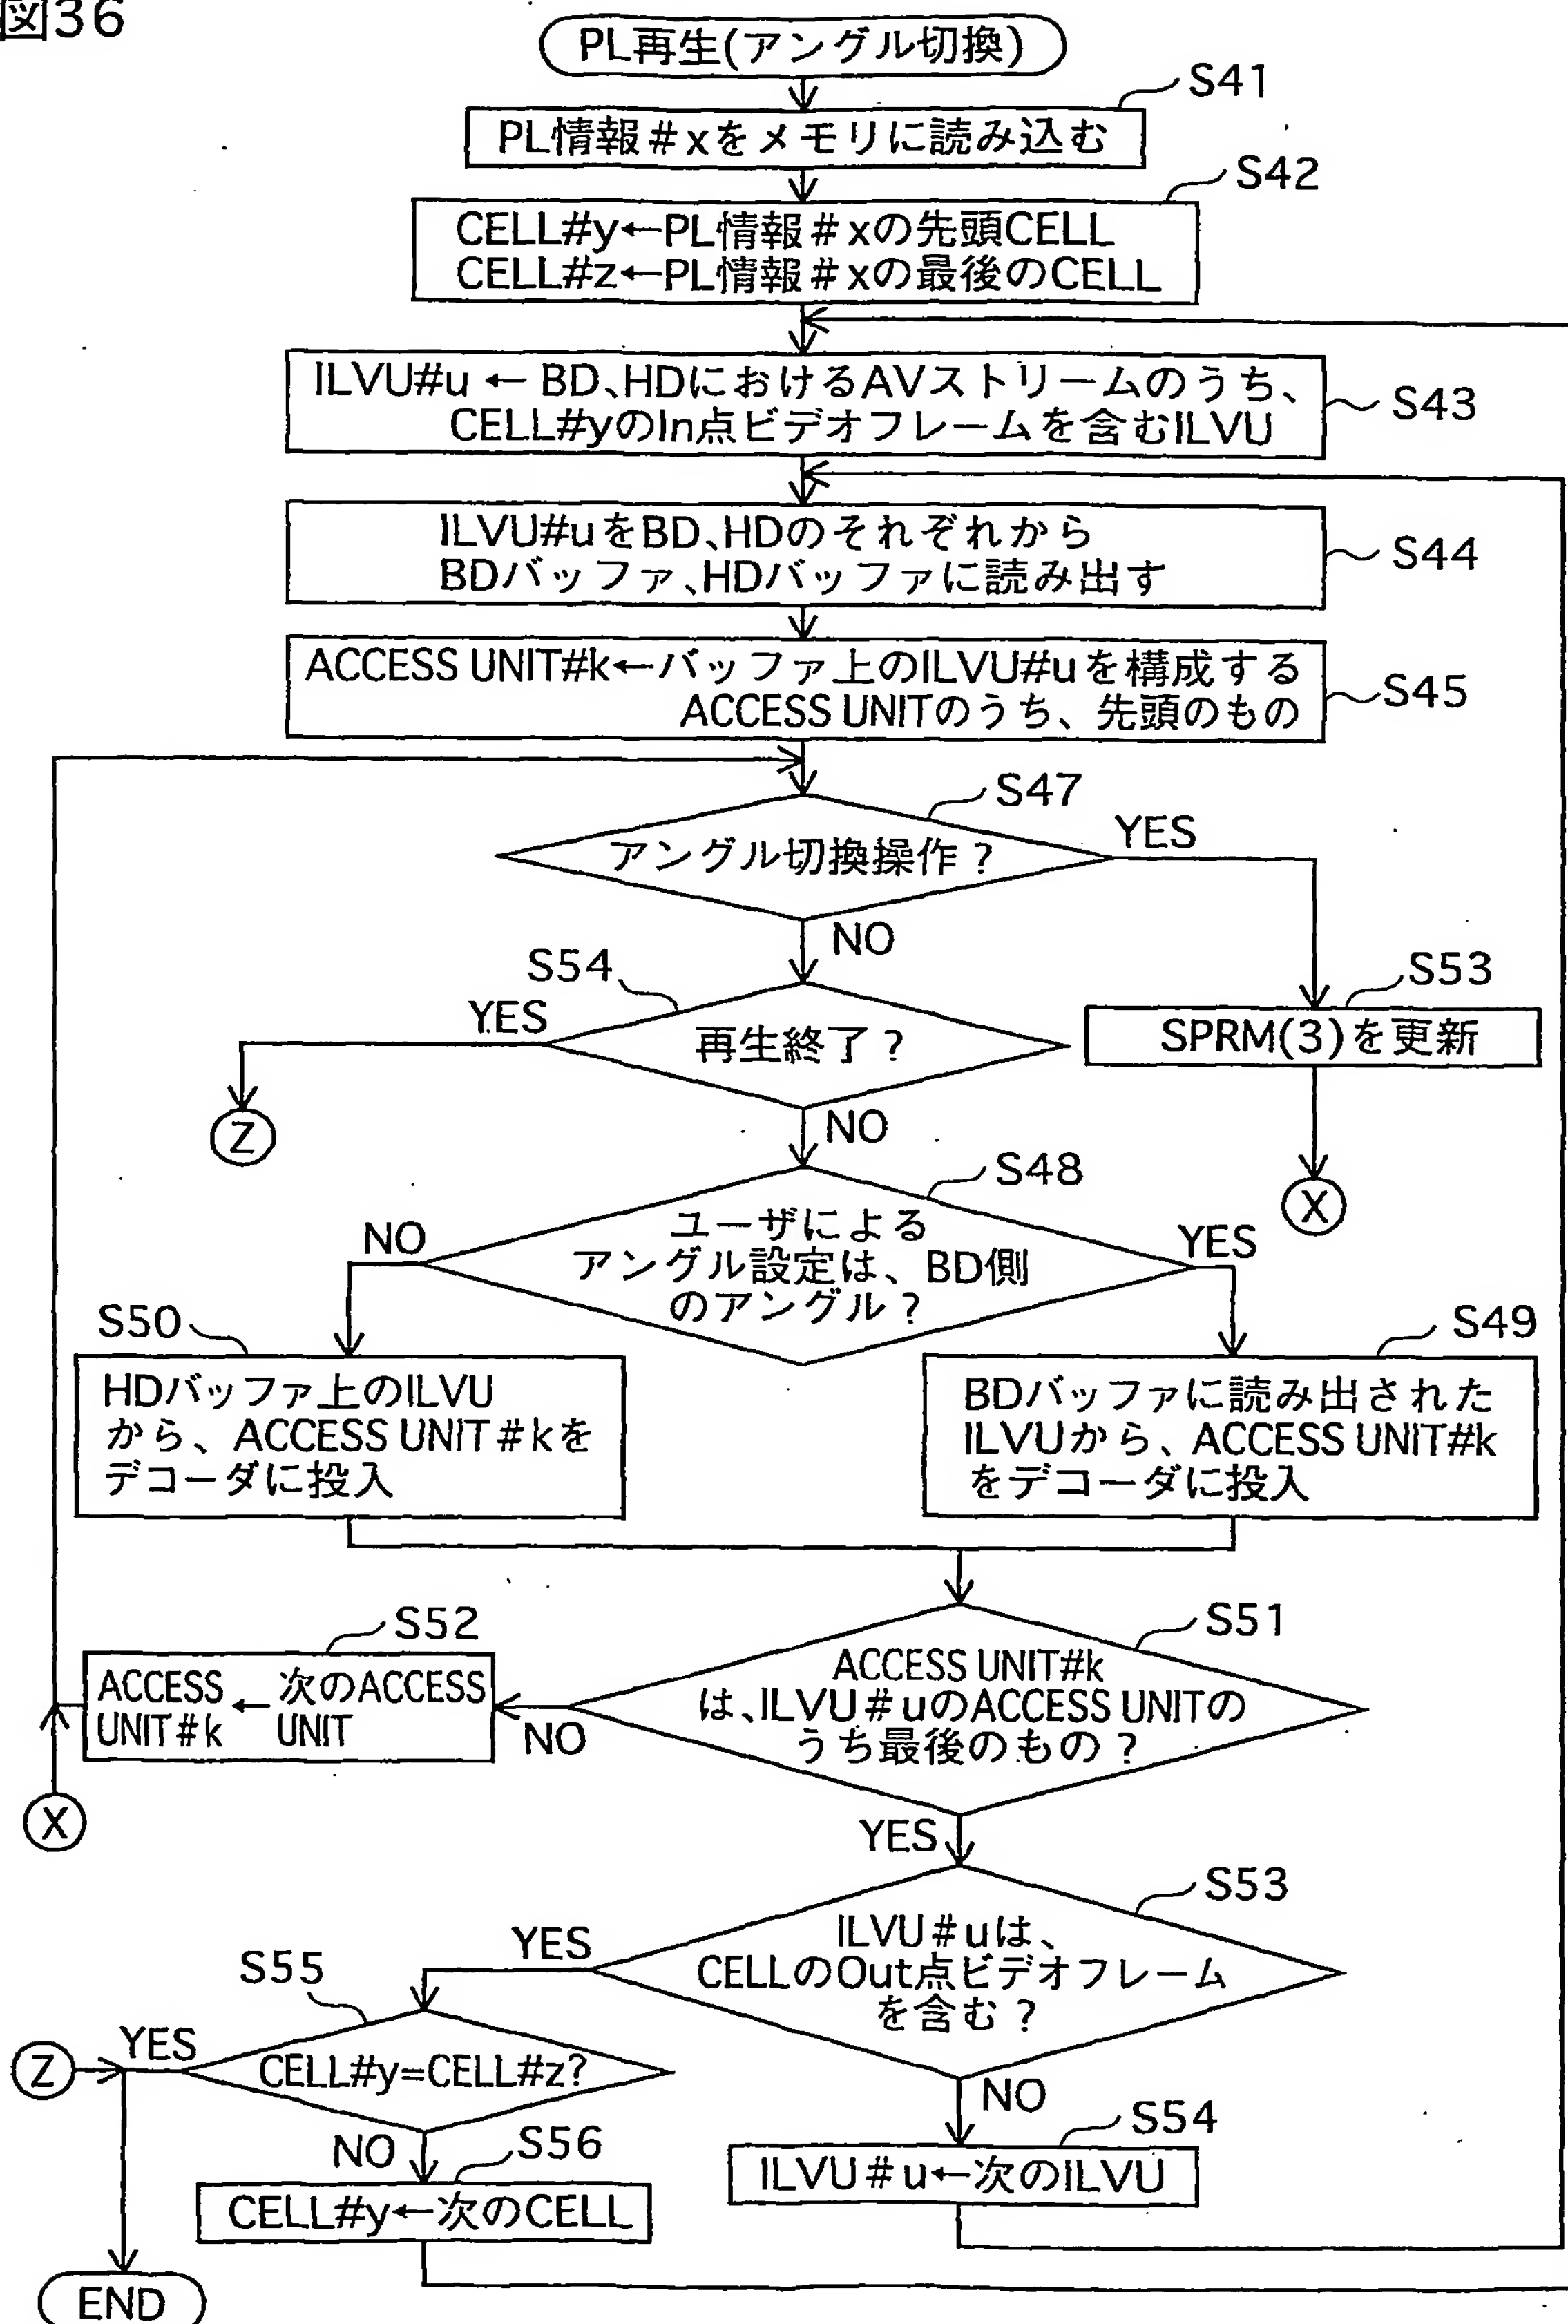 図36
PL再生(アングル切換)
S41
PL情報#xをメモリに読み込む
S42
CELL#y←PL情報#xの先頭CELL
CELL#z←PL情報#xの最後のCELL
ILVU#u ← BD、HDにおけるAVストリームのうち、
CELL#yのIn点ビデオフレームを含むILVU
S43
ILVU#uをBD、HDのそれぞれから
BDバッファ、HDバッファに読み出す
S44
ACCESS UNIT#k←バッファ上のILVU#uを構成する
ACCESS UNITのうち、先頭のもの
S45
S47
アングル切換操作?
YES
NO
S54
YES
再生終了?
S53
SPRM(3)を更新
Z
NO
X
S48
NO
ユーザによる
アングル設定は、BD側
のアングル?
YES
S50
HDバッファ上のILVU
から、ACCESS UNIT#kを
デコーダに投入
S49
BDバッファに読み出された
ILVUから、ACCESS UNIT#k
をデコーダに投入
S52
ACCESS UNIT#k ← 次のACCESS UNIT
S51
ACCESS UNIT#k
は、ILVU#uのACCESS UNITの
うち最後のもの?
NO
X
YES
S53
ILVU#uは、
CELLのOut点ビデオフレーム
を含む?
YES
S55
Z
YES
CELL#y=CELL#z?
NO
S54
ILVU#u←次のILVU
NO
S56
CELL#y←次のCELL
END